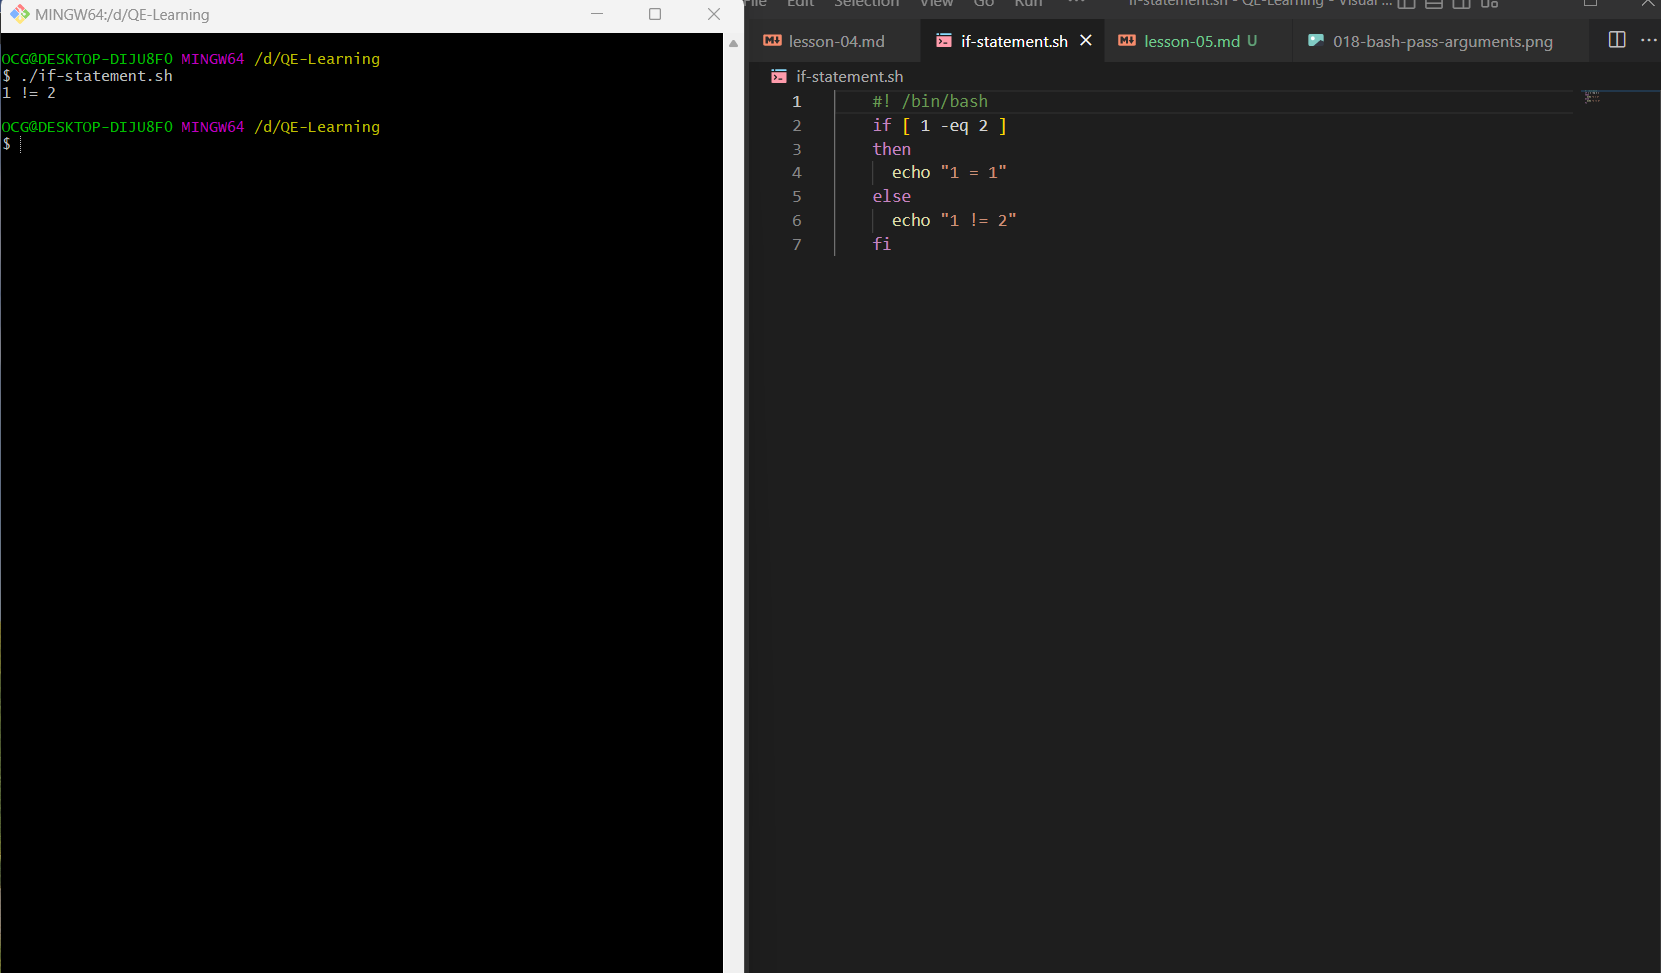 MINGW64:/d/QE-Learning
OCG@DESKTOP-DIJU8FO MINGW64 /d/QE-Learning
$ ./if-statement.sh
1 != 2
OCG@DESKTOP-DIJU8FO MINGW64 /d/QE-Learning
$
File Edit Selection View Go Run ··· if-statement.sh - QE-Learning - Visual ...
lesson-04.md if-statement.sh lesson-05.md U 018-bash-pass-arguments.png
if-statement.sh
1 #! /bin/bash
2 if [ 1 -eq 2 ]
3 then
4 echo "1 = 1"
5 else
6 echo "1 != 2"
7 fi